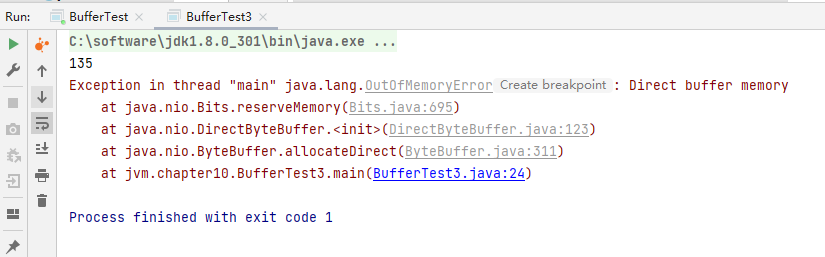 Run: BufferTest × BufferTest3 ×
C:\software\jdk1.8.0_301\bin\java.exe ...
135
Exception in thread "main" java.lang.OutOfMemoryError Create breakpoint : Direct buffer memory
at java.nio.Bits.reserveMemory(Bits.java:695)
at java.nio.DirectByteBuffer.<init>(DirectByteBuffer.java:123)
at java.nio.ByteBuffer.allocateDirect(ByteBuffer.java:311)
at jvm.chapter10.BufferTest3.main(BufferTest3.java:24)
Process finished with exit code 1